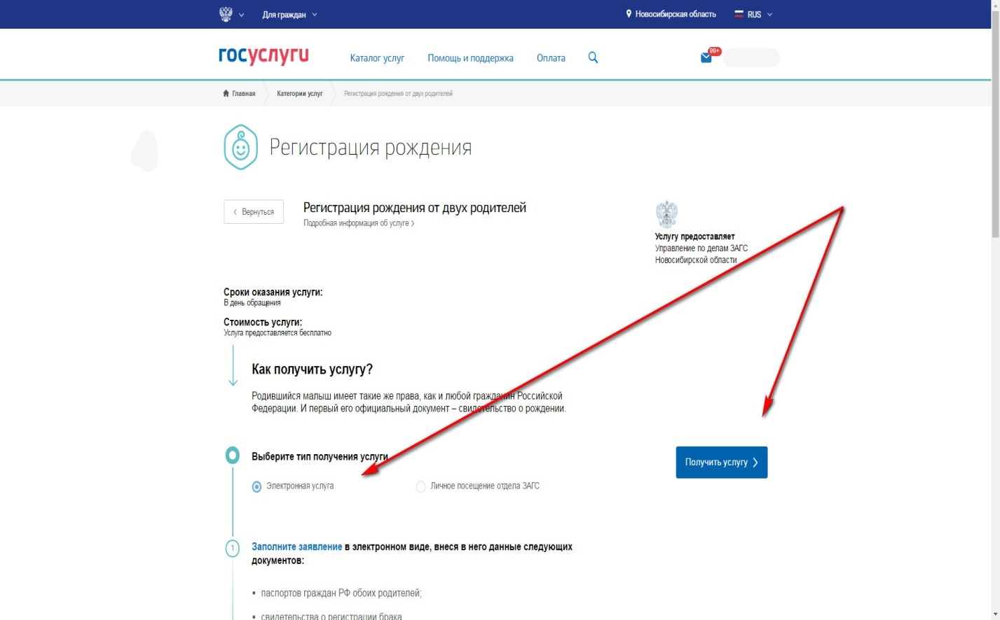 Для граждан
Новосибирская область
RUS
госуслуги
Каталог услуг
Помощь и поддержка
Оплата
99+
Главная
Категории услуг
Регистрация рождения от двух родителей
Регистрация рождения
Вернуться
Регистрация рождения от двух родителей
Подробная информация об услуге
Услугу предоставляет
Управление по делам ЗАГС
Новосибирской области
Сроки оказания услуги:
В день обращения
Стоимость услуги:
Услуга предоставляется бесплатно
Как получить услугу?
Родившийся малыш имеет такие же права, как и любой гражданин Российской
Федерации. И первый его официальный документ – свидетельство о рождении.
Выберите тип получения услуги
Получить услугу
Электронная услуга
Личное посещение отдела ЗАГС
1
Заполните заявление в электронном виде, внеся в него данные следующих
документов:
• паспортов граждан РФ обоих родителей;
• свидетельства о регистрации брака